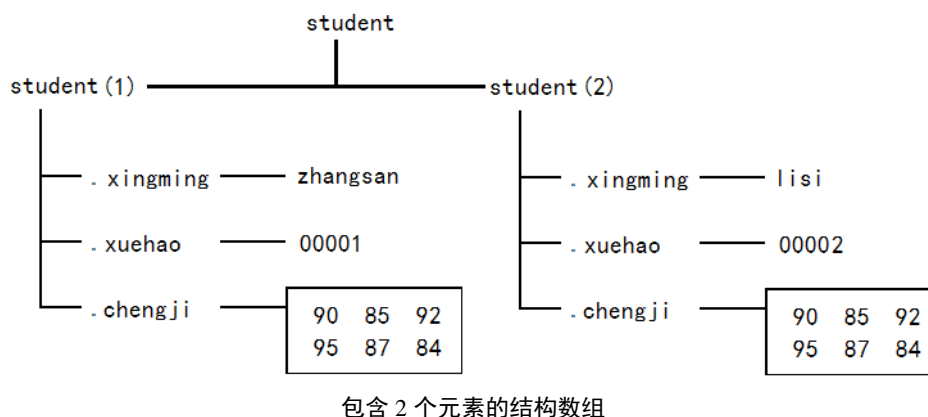 student
student(1) student(2)
.xingming zhangsan .xingming lisi
.xuehao 00001 .xuehao 00002
.chengji 90 85 92 .chengji 90 85 92
95 87 84 95 87 84
包含 2 个元素的结构数组